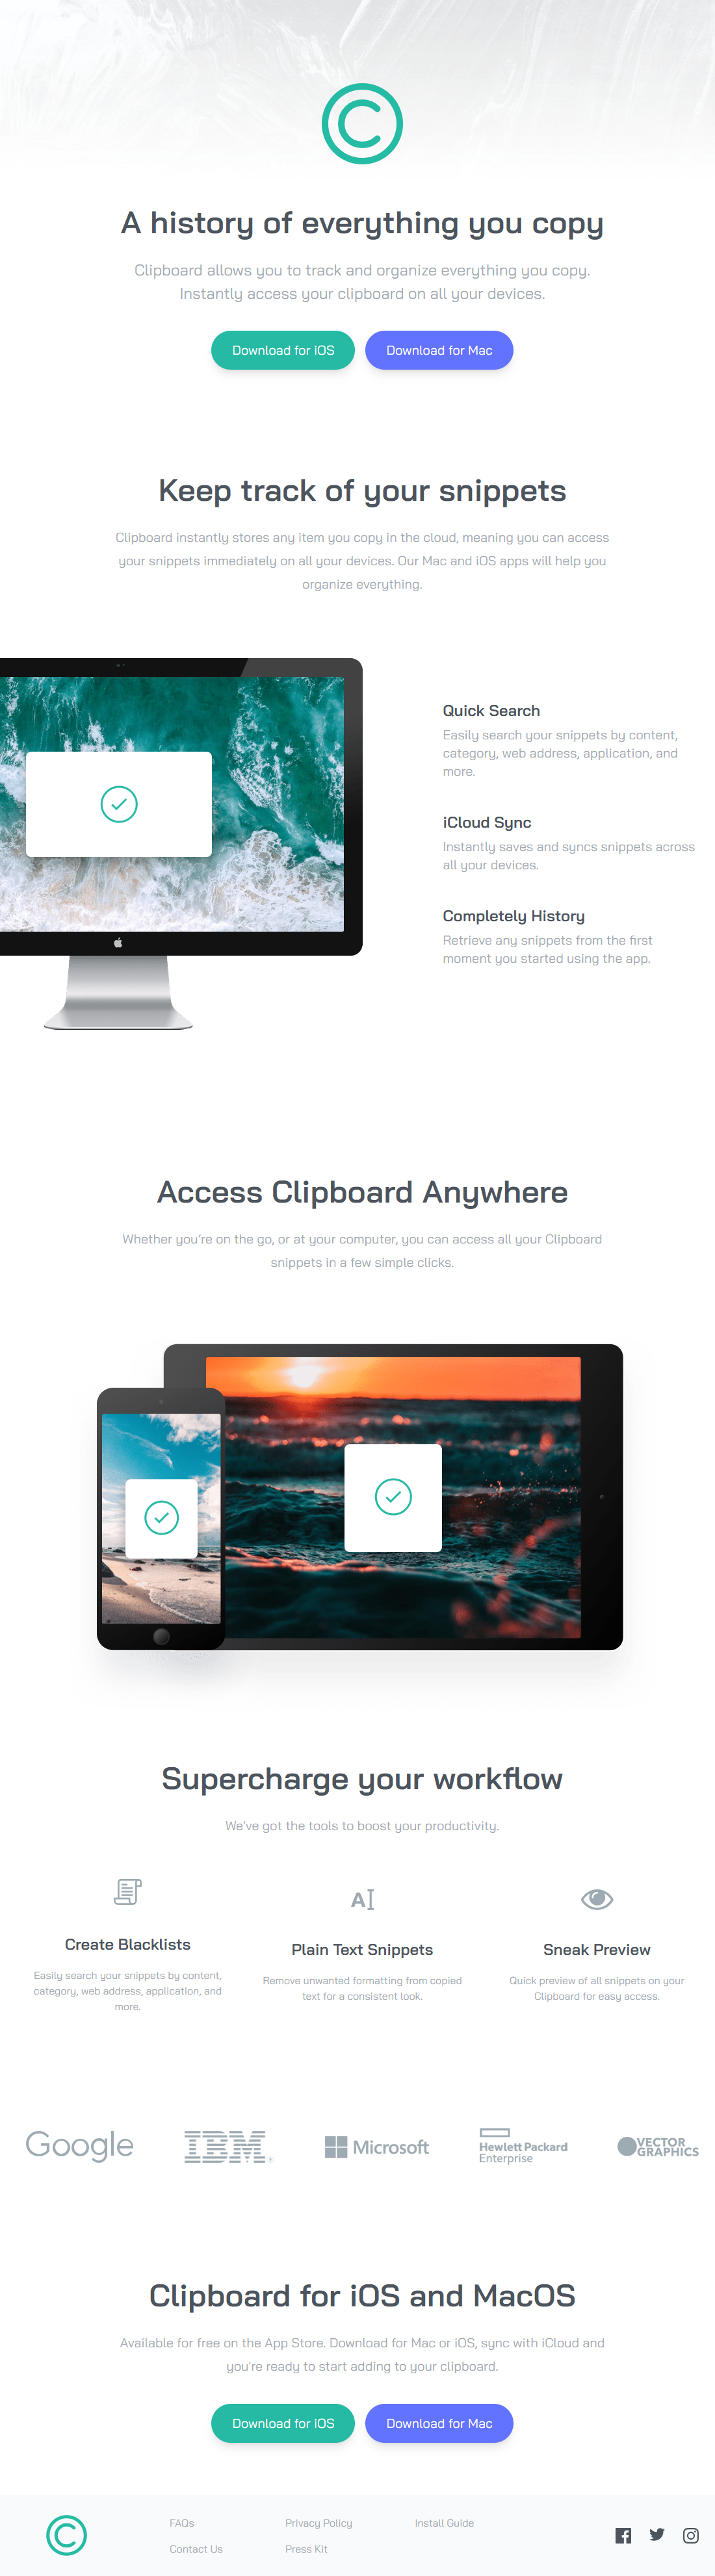 A history of everything you copy
Clipboard allows you to track and organize everything you copy.
Instantly access your clipboard on all your devices.
Download for iOS
Download for Mac
Keep track of your snippets
Clipboard instantly stores any item you copy in the cloud, meaning you can access
your snippets immediately on all your devices. Our Mac and iOS apps will help you
organize everything.
Quick Search
Easily search your snippets by content,
category, web address, application, and
more.
iCloud Sync
Instantly saves and syncs snippets across
all your devices.
Completely History
Retrieve any snippets from the first
moment you started using the app.
Access Clipboard Anywhere
Whether you're on the go, or at your computer, you can access all your Clipboard
snippets in a few simple clicks.
Supercharge your workflow
We've got the tools to boost your productivity.
Create Blacklists
Easily search your snippets by content,
category, web address, application, and
more.
Plain Text Snippets
Remove unwanted formatting from copied
text for a consistent look.
Sneak Preview
Quick preview of all snippets on your
Clipboard for easy access.
Google
IBM
Microsoft
Hewlett Packard
Enterprise
VECTOR
GRAPHICS
Clipboard for iOS and MacOS
Available for free on the App Store. Download for Mac or iOS, sync with iCloud and
you're ready to start adding to your clipboard.
Download for iOS
Download for Mac
FAQs
Contact Us
Privacy Policy
Press Kit
Install Guide